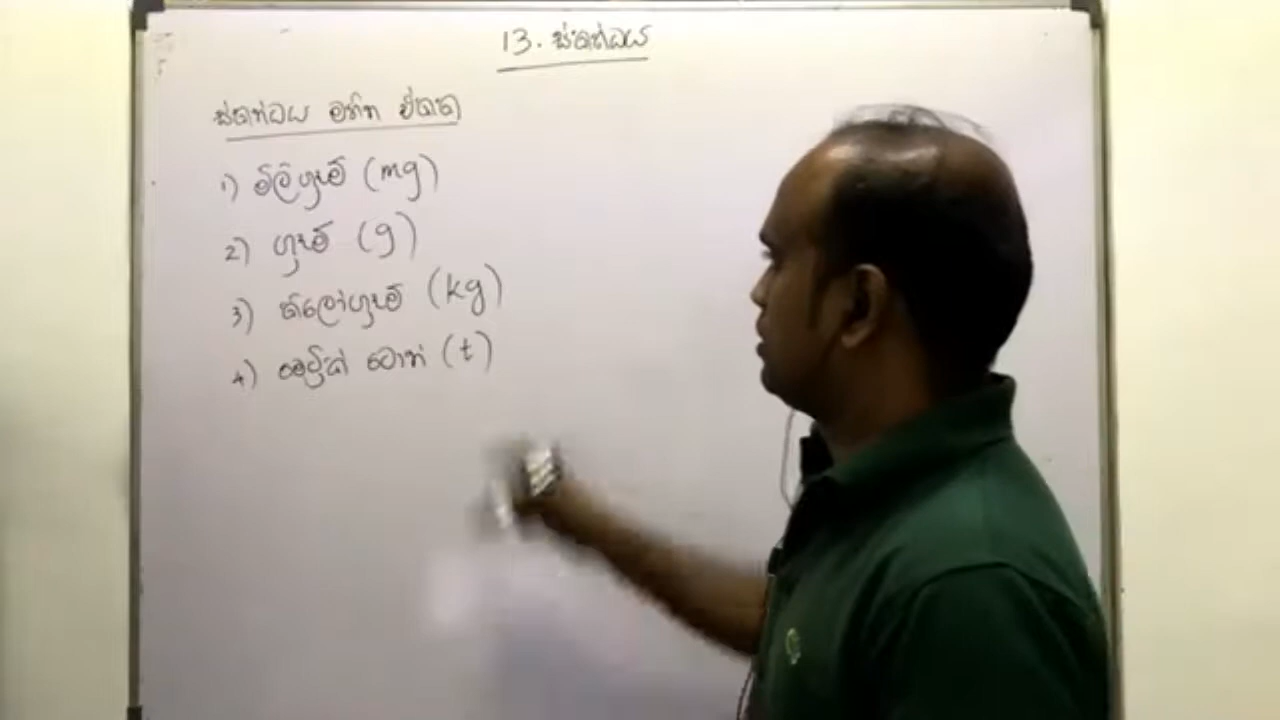 13. ස්කන්ධය
ස්කන්ධය මනින ඒකක
1) මිලිග්‍රෑම් (mg)
2) ග්‍රෑම් (g)
3) කිලෝග්‍රෑම් (kg)
4) මෙට්‍රික් ටොන් (t)